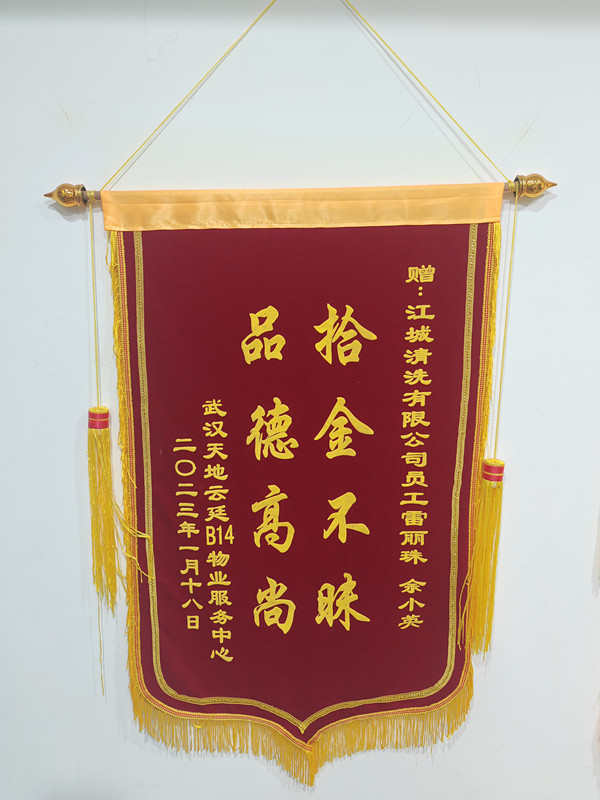 赠：江城清洗有限公司员工雷丽珠 余小英
拾金不昧
品德高尚
武汉天地云廷B14物业服务中心
二〇二三年一月十八日